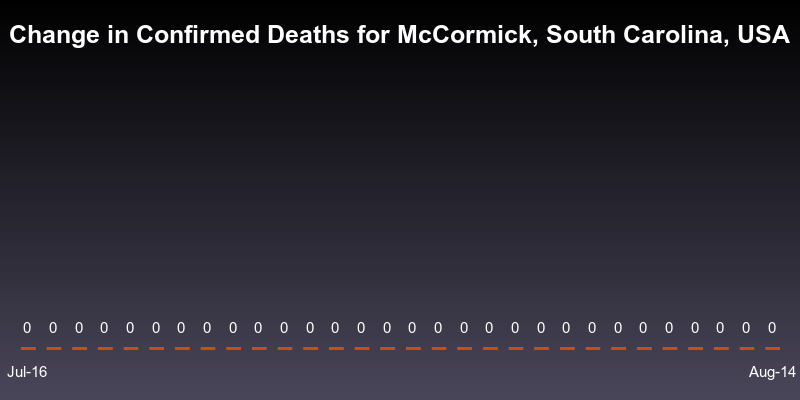 Change in Confirmed Deaths for McCormick, South Carolina, USA
0 0 0 0 0 0 0 0 0 0 0 0 0 0 0 0 0 0 0 0 0 0 0 0 0 0 0 0 0 0
Jul-16 Aug-14